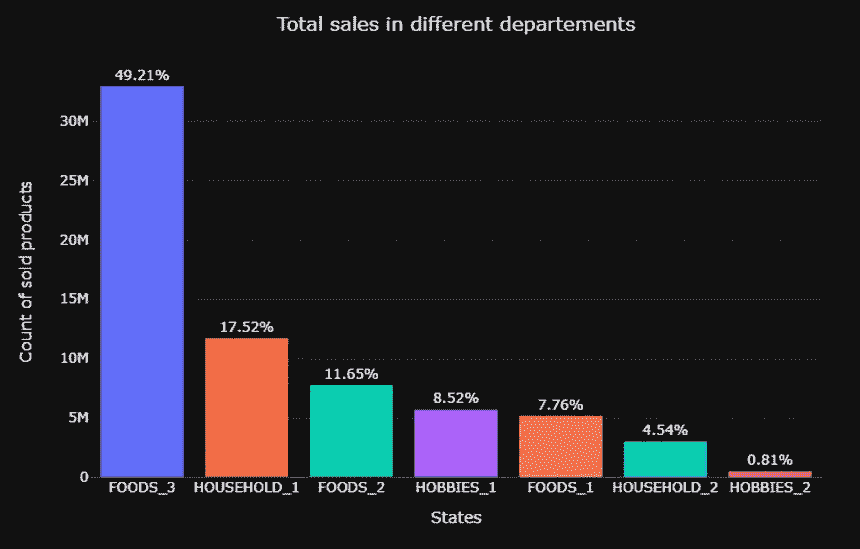 Total sales in different departements
49.21%
30M
25M
20M
15M
10M
5M
0
Count of sold products
17.52%
11.65%
8.52%
7.76%
4.54%
0.81%
FOODS_3 HOUSEHOLD_1 FOODS_2 HOBBIES_1 FOODS_1 HOUSEHOLD_2 HOBBIES_2
States